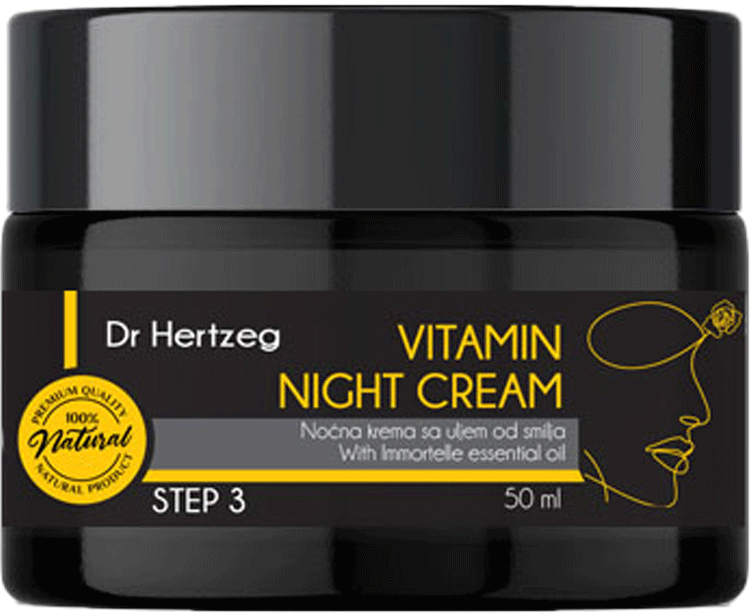 Dr Hertzeg
VITAMIN
NIGHT CREAM
Noćna krema sa uljem od smilja
With Immortelle essential oil
PREMIUM QUALITY
100%
Natural
NATURAL PRODUCT
STEP 3
50 ml